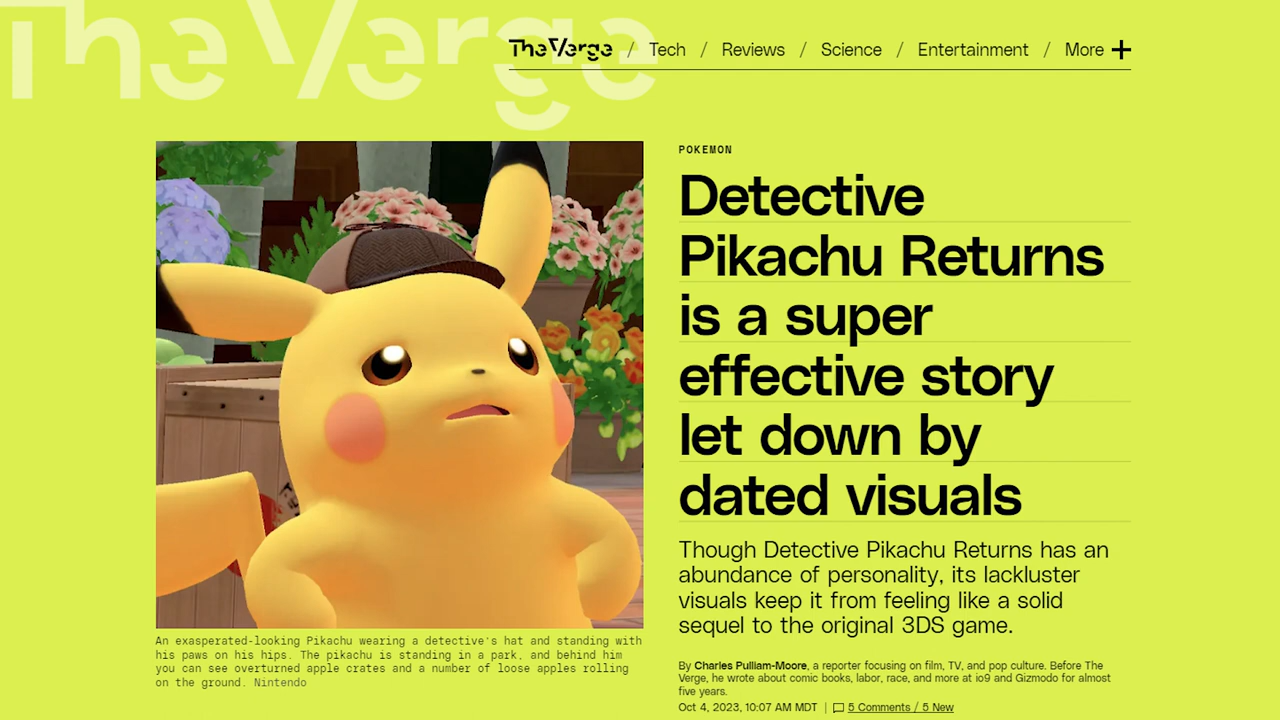 The Verge
The Verge / Tech / Reviews / Science / Entertainment / More
POKEMON
Detective
Pikachu Returns
is a super
effective story
let down by
dated visuals
Though Detective Pikachu Returns has an
abundance of personality, its lackluster
visuals keep it from feeling like a solid
sequel to the original 3DS game.
An exasperated-looking Pikachu wearing a detective's hat and standing with
his paws on his hips. The pikachu is standing in a park, and behind him
you can see overturned apple crates and a number of loose apples rolling
on the ground. Nintendo
By Charles Pulliam-Moore, a reporter focusing on film, TV, and pop culture. Before The
Verge, he wrote about comic books, labor, race, and more at io9 and Gizmodo for almost
five years.
Oct 4, 2023, 10:07 AM MDT | 5 Comments / 5 New